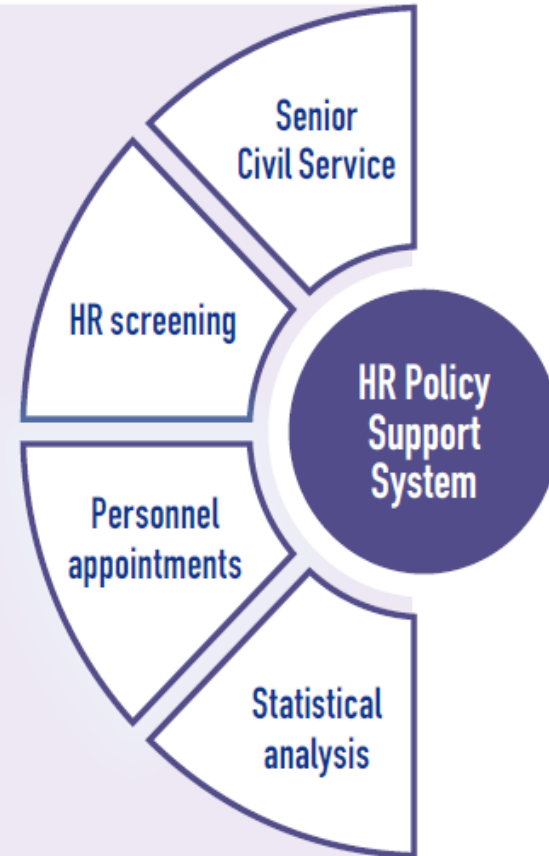 Senior
Civil Service
HR screening
HR Policy
Support
System
Personnel
appointments
Statistical
analysis